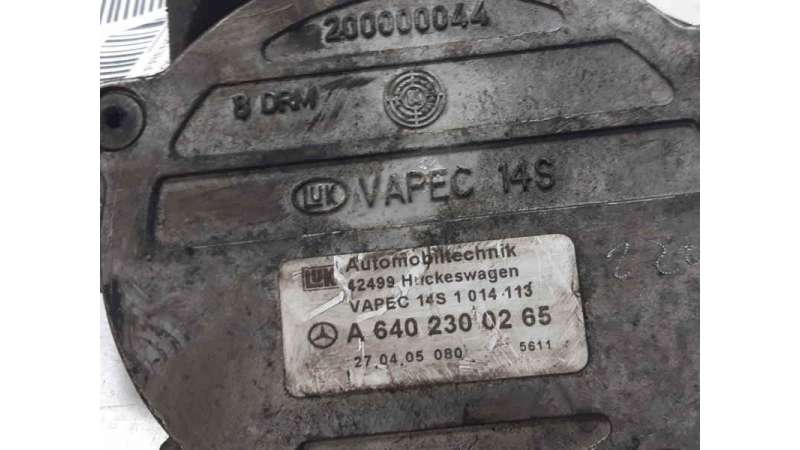 200000044
8 DRM
LUK VAPEC 14S
LUK Automobiltechnik
42499 Hückeswagen
VAPEC 14S 1 014 113
A 640 230 02 65
27.04.05 080 5611